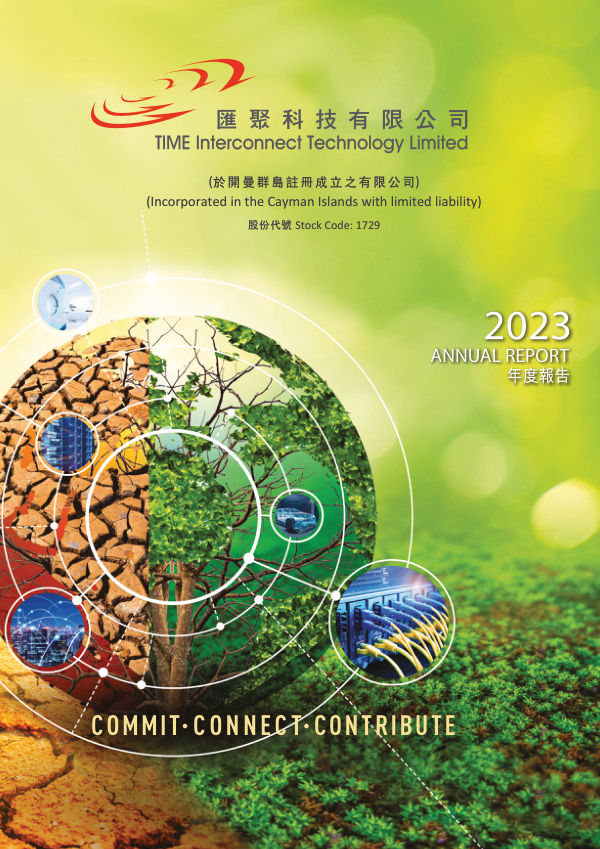 匯聚科技有限公司
TIME Interconnect Technology Limited
(於開曼群島註冊成立之有限公司)
(Incorporated in the Cayman Islands with limited liability)
股份代號 Stock Code: 1729
2023
ANNUAL REPORT
年度報告
COMMIT·CONNECT·CONTRIBUTE